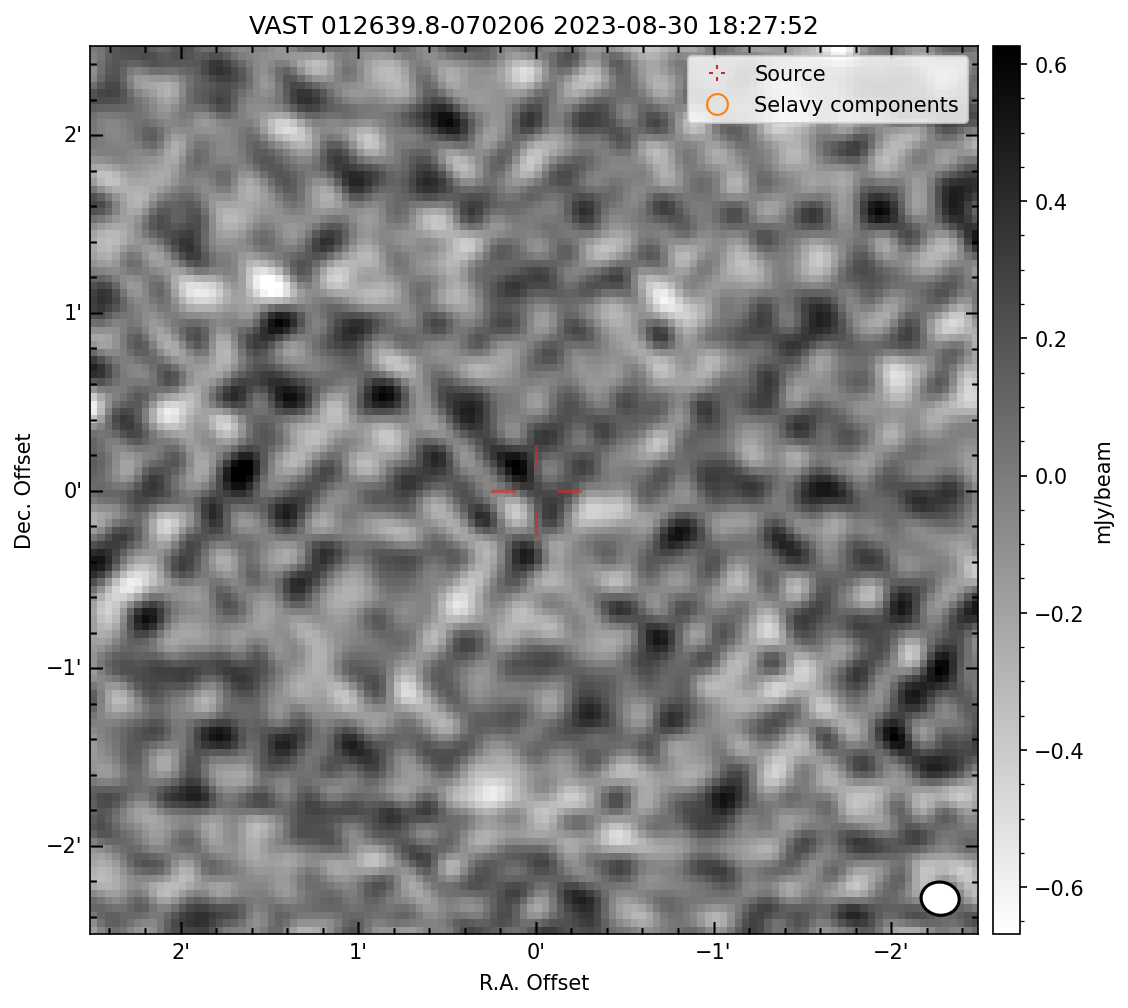 VAST 012639.8-070206 2023-08-30 18:27:52
Source
Selavy components
2'
1'
0'
−1'
−2'
Dec. Offset
2'
1'
0'
−1'
−2'
R.A. Offset
0.6
0.4
0.2
0.0
−0.2
−0.4
−0.6
mJy/beam